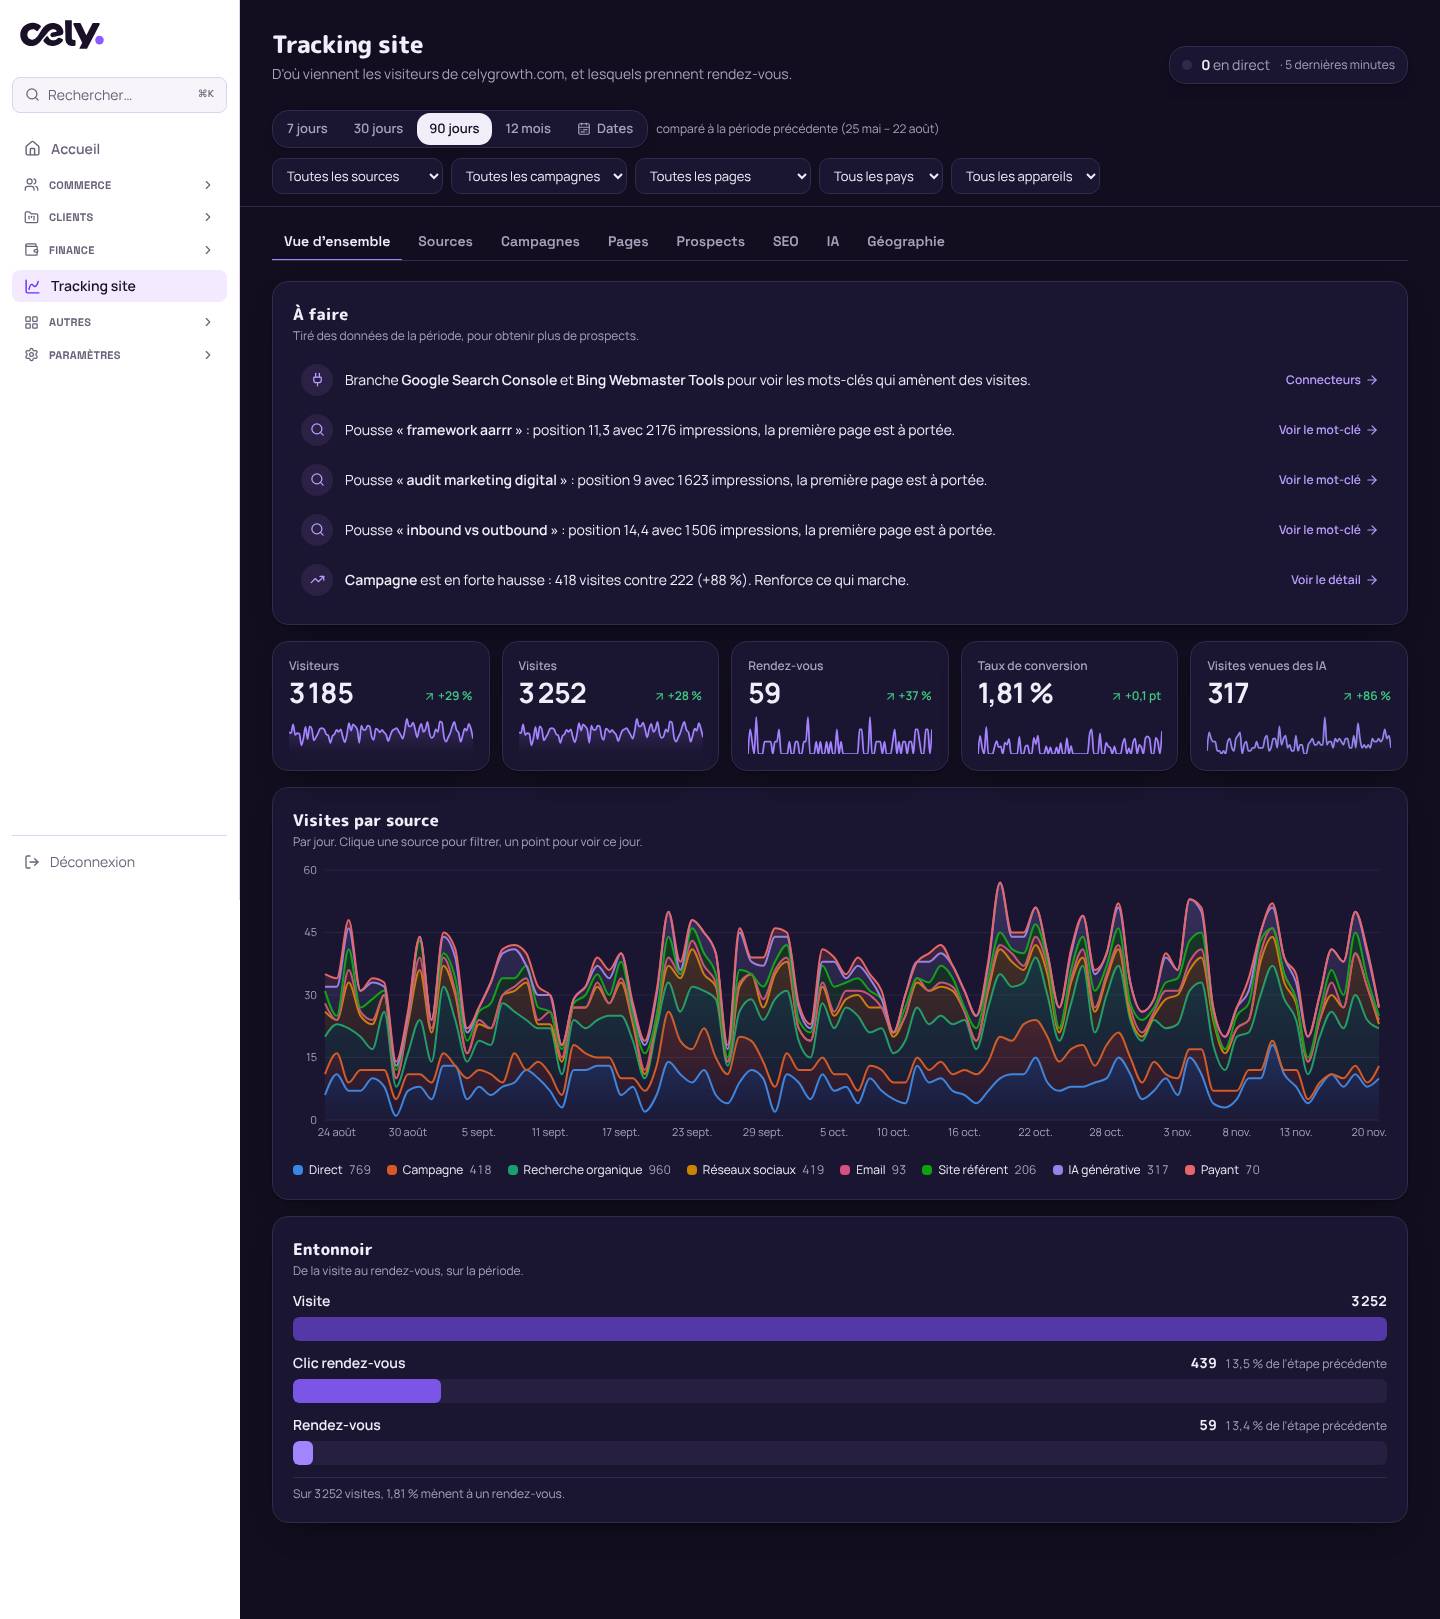 cely.
Rechercher... ⌘K
Accueil
COMMERCE
CLIENTS
FINANCE
Tracking site
AUTRES
PARAMÈTRES
Déconnexion
Tracking site
D'où viennent les visiteurs de celygrowth.com, et lesquels prennent rendez-vous.
0 en direct · 5 dernières minutes
7 jours 30 jours 90 jours 12 mois Dates comparé à la période précédente (25 mai – 22 août)
Toutes les sources Toutes les campagnes Toutes les pages Tous les pays Tous les appareils
Vue d'ensemble Sources Campagnes Pages Prospects SEO IA Géographie
À faire
Tiré des données de la période, pour obtenir plus de prospects.
Branche Google Search Console et Bing Webmaster Tools pour voir les mots-clés qui amènent des visites. Connecteurs →
Pousse « framework aarrr » : position 11,3 avec 2 176 impressions, la première page est à portée. Voir le mot-clé →
Pousse « audit marketing digital » : position 9 avec 1 623 impressions, la première page est à portée. Voir le mot-clé →
Pousse « inbound vs outbound » : position 14,4 avec 1 506 impressions, la première page est à portée. Voir le mot-clé →
Campagne est en forte hausse : 418 visites contre 222 (+88 %). Renforce ce qui marche. Voir le détail →
Visiteurs
3 185 +29 %
Visites
3 252 +28 %
Rendez-vous
59 +37 %
Taux de conversion
1,81 % +0,1 pt
Visites venues des IA
317 +86 %
Visites par source
Par jour. Clique une source pour filtrer, un point pour voir ce jour.
60
45
30
15
0
24 août 30 août 5 sept. 11 sept. 17 sept. 23 sept. 29 sept. 5 oct. 10 oct. 16 oct. 22 oct. 28 oct. 3 nov. 8 nov. 13 nov. 20 nov.
Direct 769 Campagne 418 Recherche organique 960 Réseaux sociaux 419 Email 93 Site référent 206 IA générative 317 Payant 70
Entonnoir
De la visite au rendez-vous, sur la période.
Visite 3 252
Clic rendez-vous 439 13,5 % de l'étape précédente
Rendez-vous 59 13,4 % de l'étape précédente
Sur 3 252 visites, 1,81 % mènent à un rendez-vous.